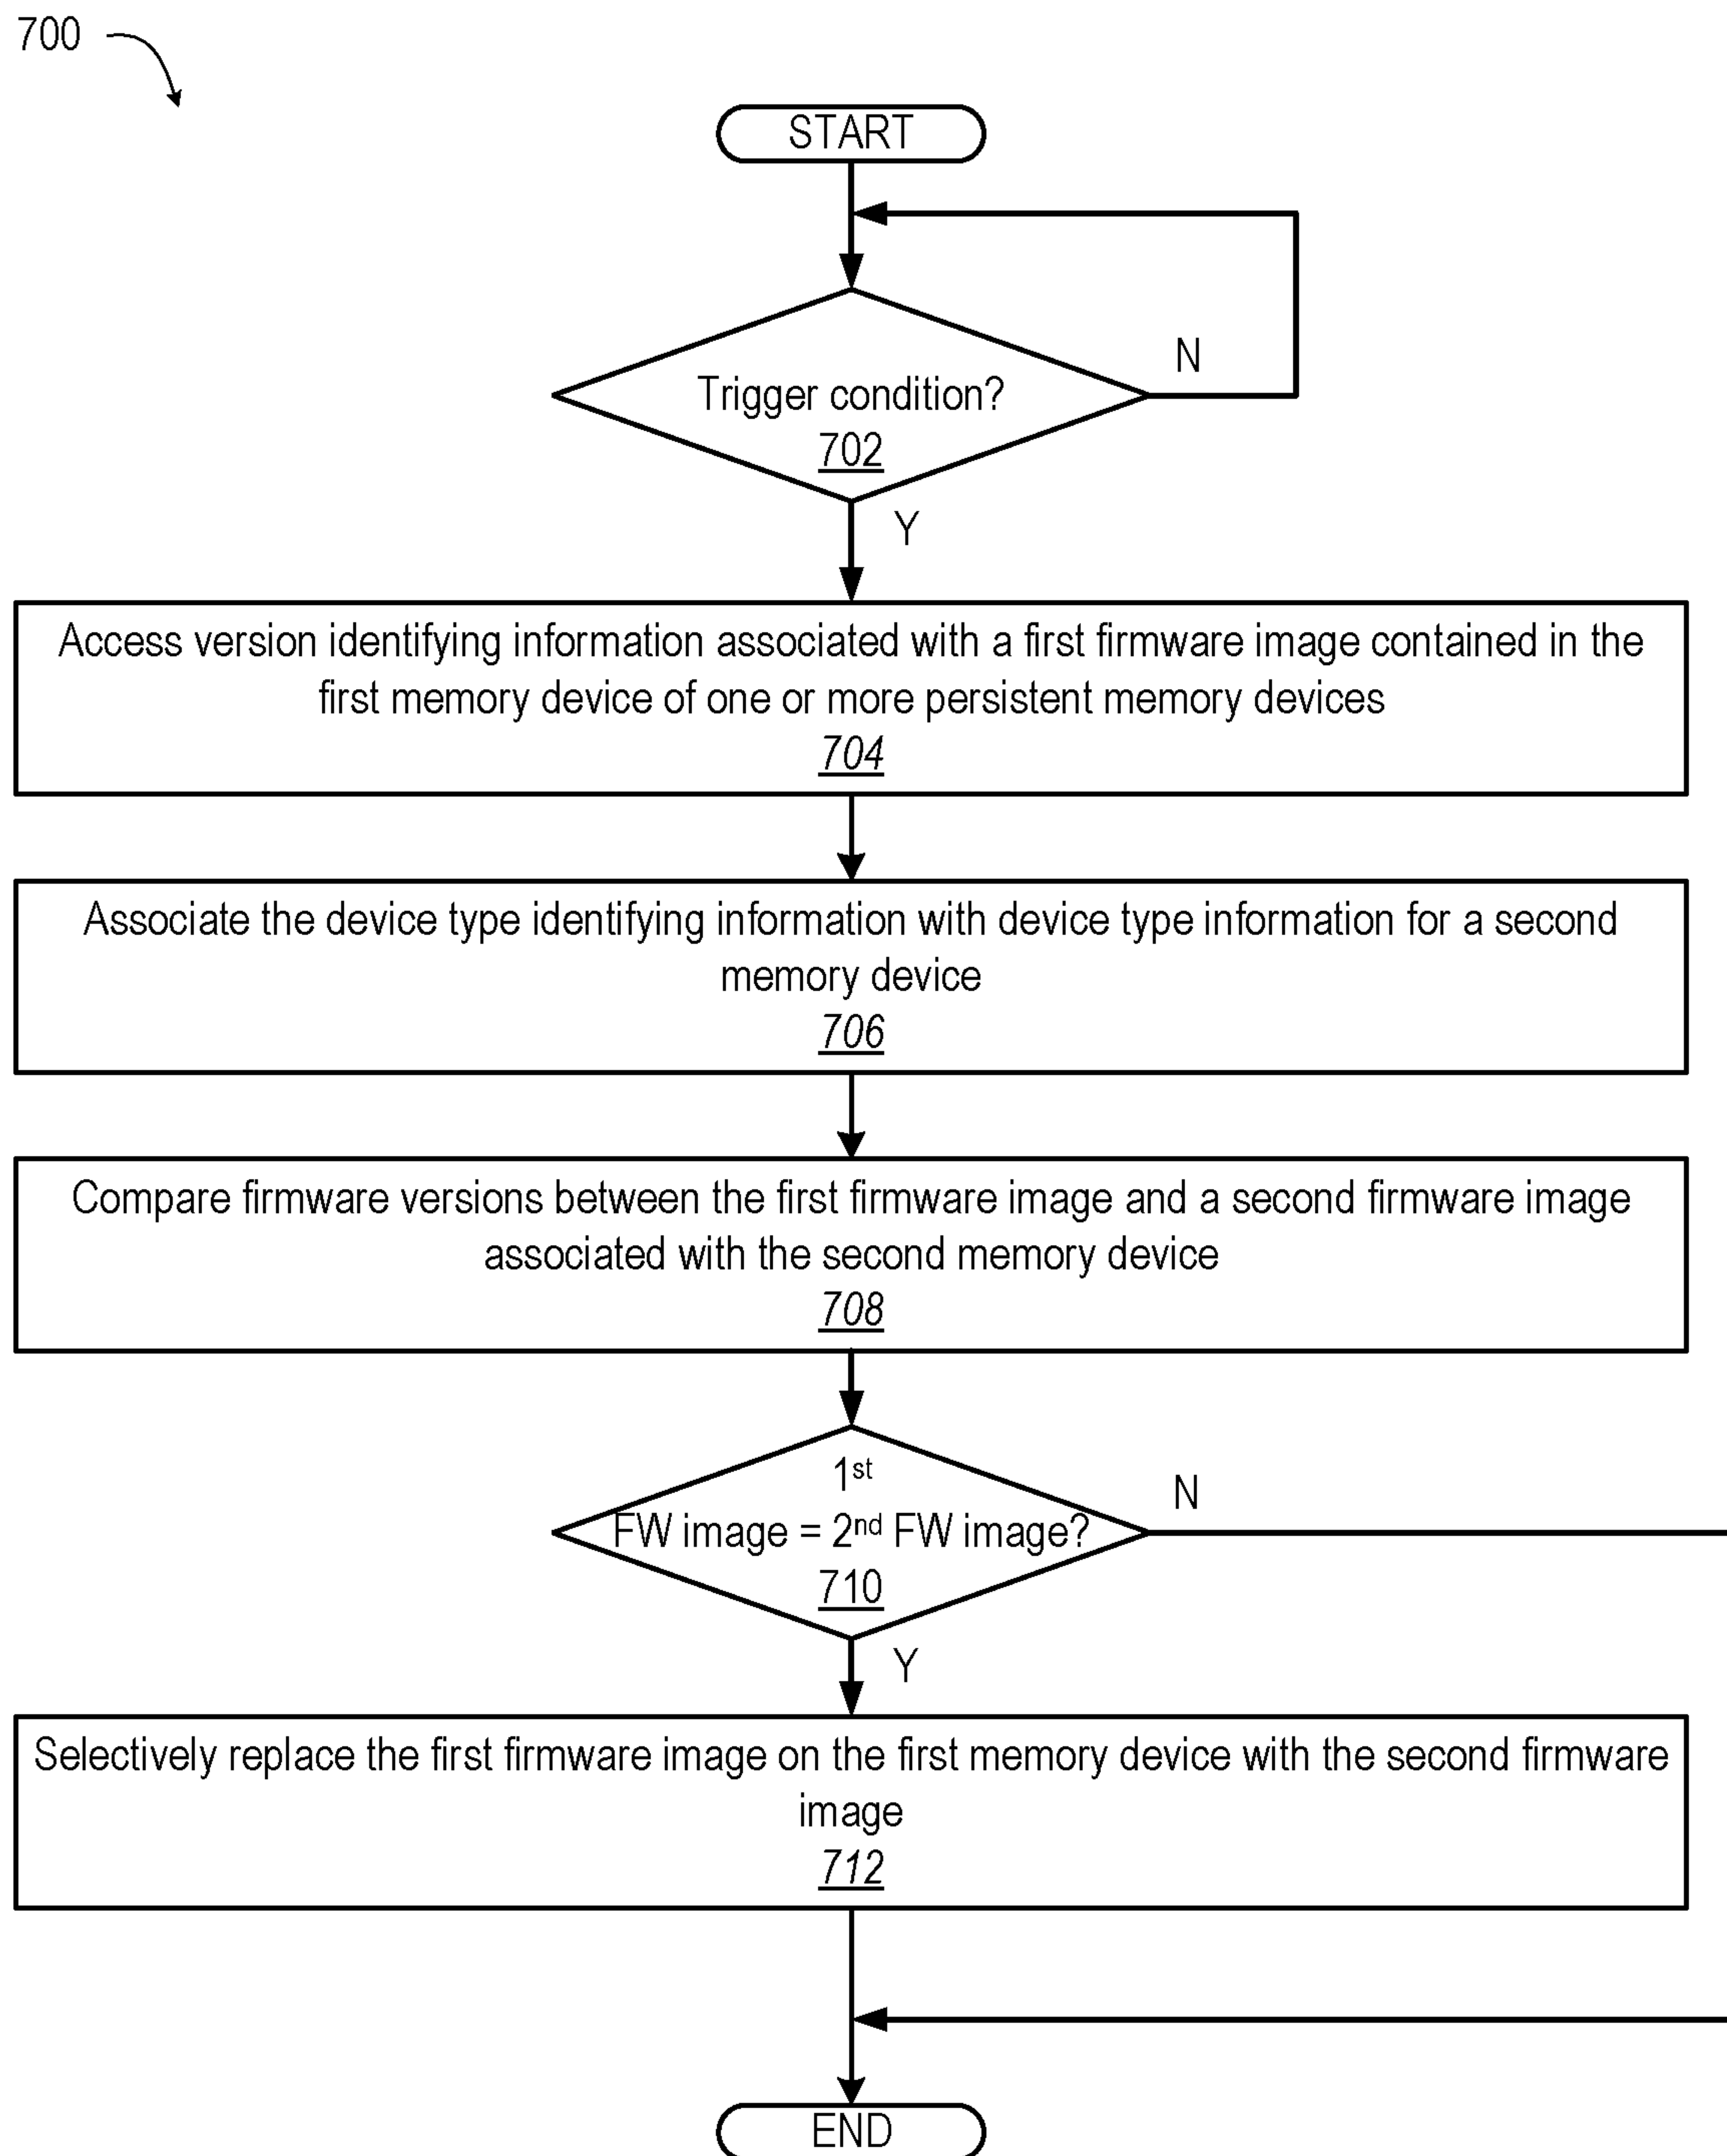 700
START
N
Trigger condition?
702
Y
Access version identifying information associated with a first firmware image contained in the
first memory device of one or more persistent memory devices
704
Associate the device type identifying information with device type information for a second
memory device
706
Compare firmware versions between the first firmware image and a second firmware image
associated with the second memory device
708
1st
N
FW image = 2nd FW image?
710
Y
Selectively replace the first firmware image on the first memory device with the second firmware
image
712
END